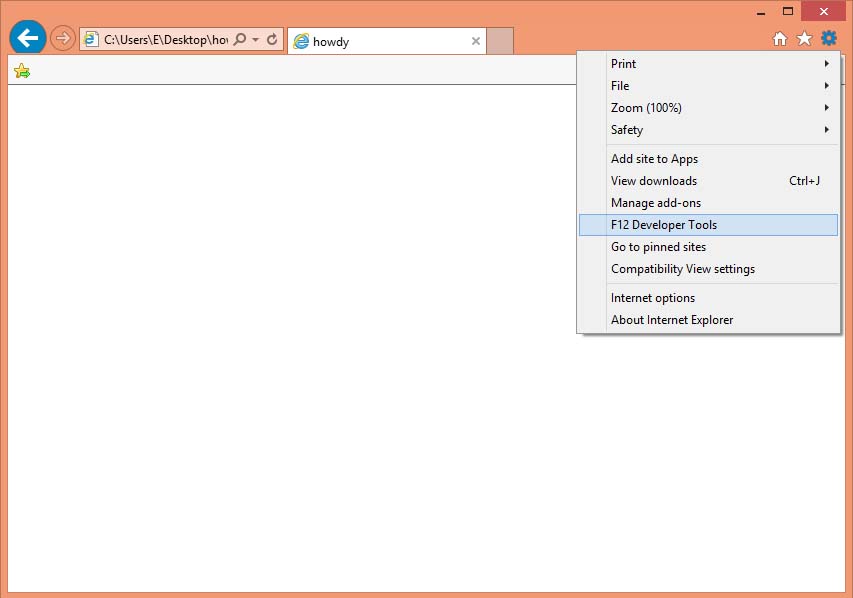 C:\Users\E\Desktop\how
howdy
Print
File
Zoom (100%)
Safety
Add site to Apps
View downloads Ctrl+J
Manage add-ons
F12 Developer Tools
Go to pinned sites
Compatibility View settings
Internet options
About Internet Explorer